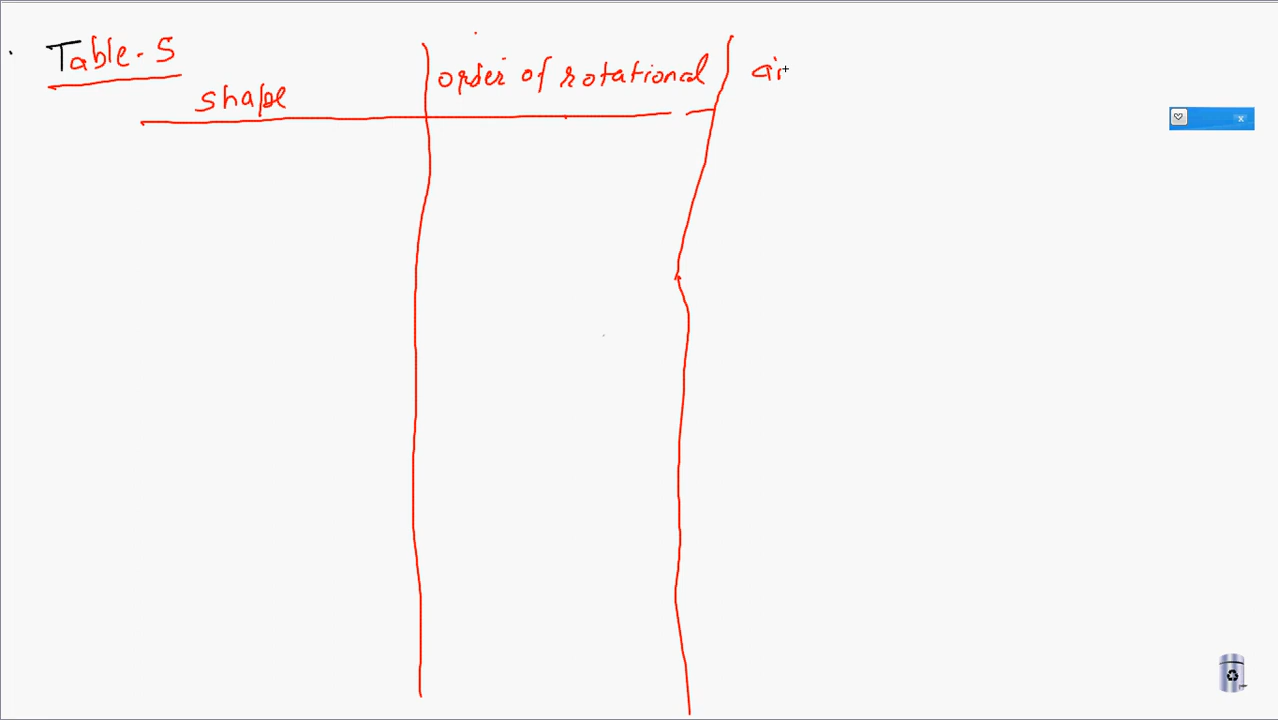 Table-5
shape
order of rotational